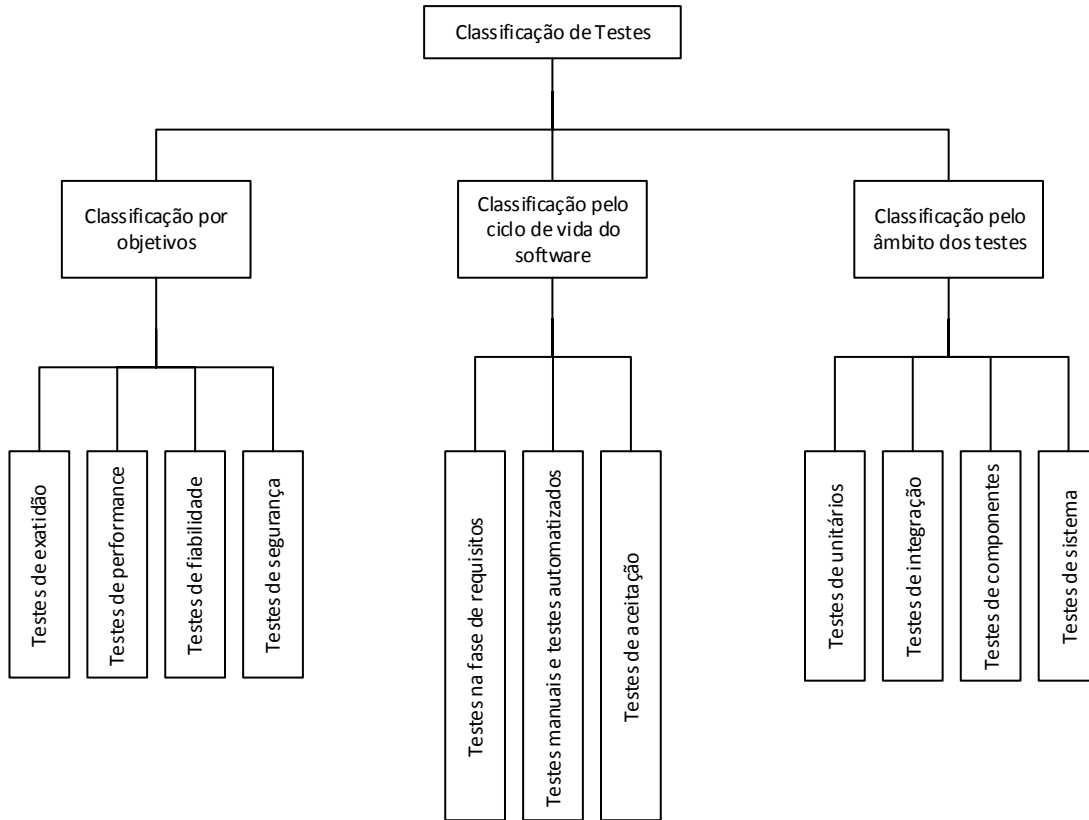 Classificação de Testes
Classificação por
objetivos
Classificação pelo
ciclo de vida do
software
Classificação pelo
âmbito dos testes
Testes de exatidão
Testes de performance
Testes de fiabilidade
Testes de segurança
Testes na fase de requisitos
Testes manuais e testes automatizados
Testes de aceitação
Testes de unitários
Testes de integração
Testes de componentes
Testes de sistema